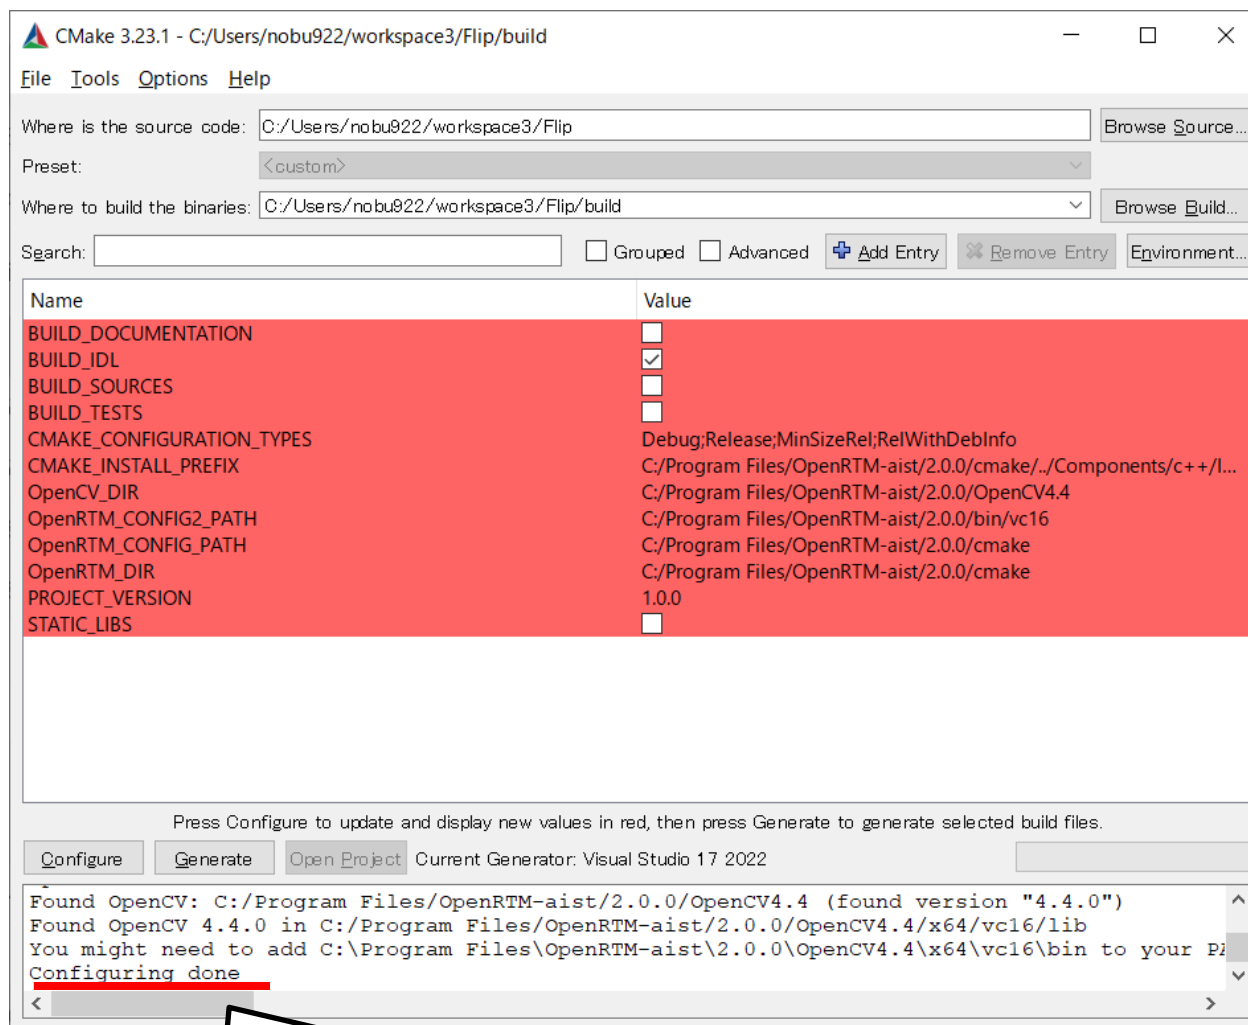 CMake 3.23.1 - C:/Users/nobu922/workspace3/Flip/build
File Tools Options Help
Where is the source code: C:/Users/nobu922/workspace3/Flip Browse Source...
Preset: <custom>
Where to build the binaries: C:/Users/nobu922/workspace3/Flip/build Browse Build...
Search: Grouped Advanced Add Entry Remove Entry Environment...
Name Value
BUILD_DOCUMENTATION
BUILD_IDL
BUILD_SOURCES
BUILD_TESTS
CMAKE_CONFIGURATION_TYPES Debug;Release;MinSizeRel;RelWithDebInfo
CMAKE_INSTALL_PREFIX C:/Program Files/OpenRTM-aist/2.0.0/cmake/../Components/c++/I...
OpenCV_DIR C:/Program Files/OpenRTM-aist/2.0.0/OpenCV4.4
OpenRTM_CONFIG2_PATH C:/Program Files/OpenRTM-aist/2.0.0/bin/vc16
OpenRTM_CONFIG_PATH C:/Program Files/OpenRTM-aist/2.0.0/cmake
OpenRTM_DIR C:/Program Files/OpenRTM-aist/2.0.0/cmake
PROJECT_VERSION 1.0.0
STATIC_LIBS
Press Configure to update and display new values in red, then press Generate to generate selected build files.
Configure Generate Open Project Current Generator: Visual Studio 17 2022
Found OpenCV: C:/Program Files/OpenRTM-aist/2.0.0/OpenCV4.4 (found version "4.4.0")
Found OpenCV 4.4.0 in C:/Program Files/OpenRTM-aist/2.0.0/OpenCV4.4/x64/vc16/lib
You might need to add C:\Program Files\OpenRTM-aist\2.0.0\OpenCV4.4\x64\vc16\bin to your
Configuring done